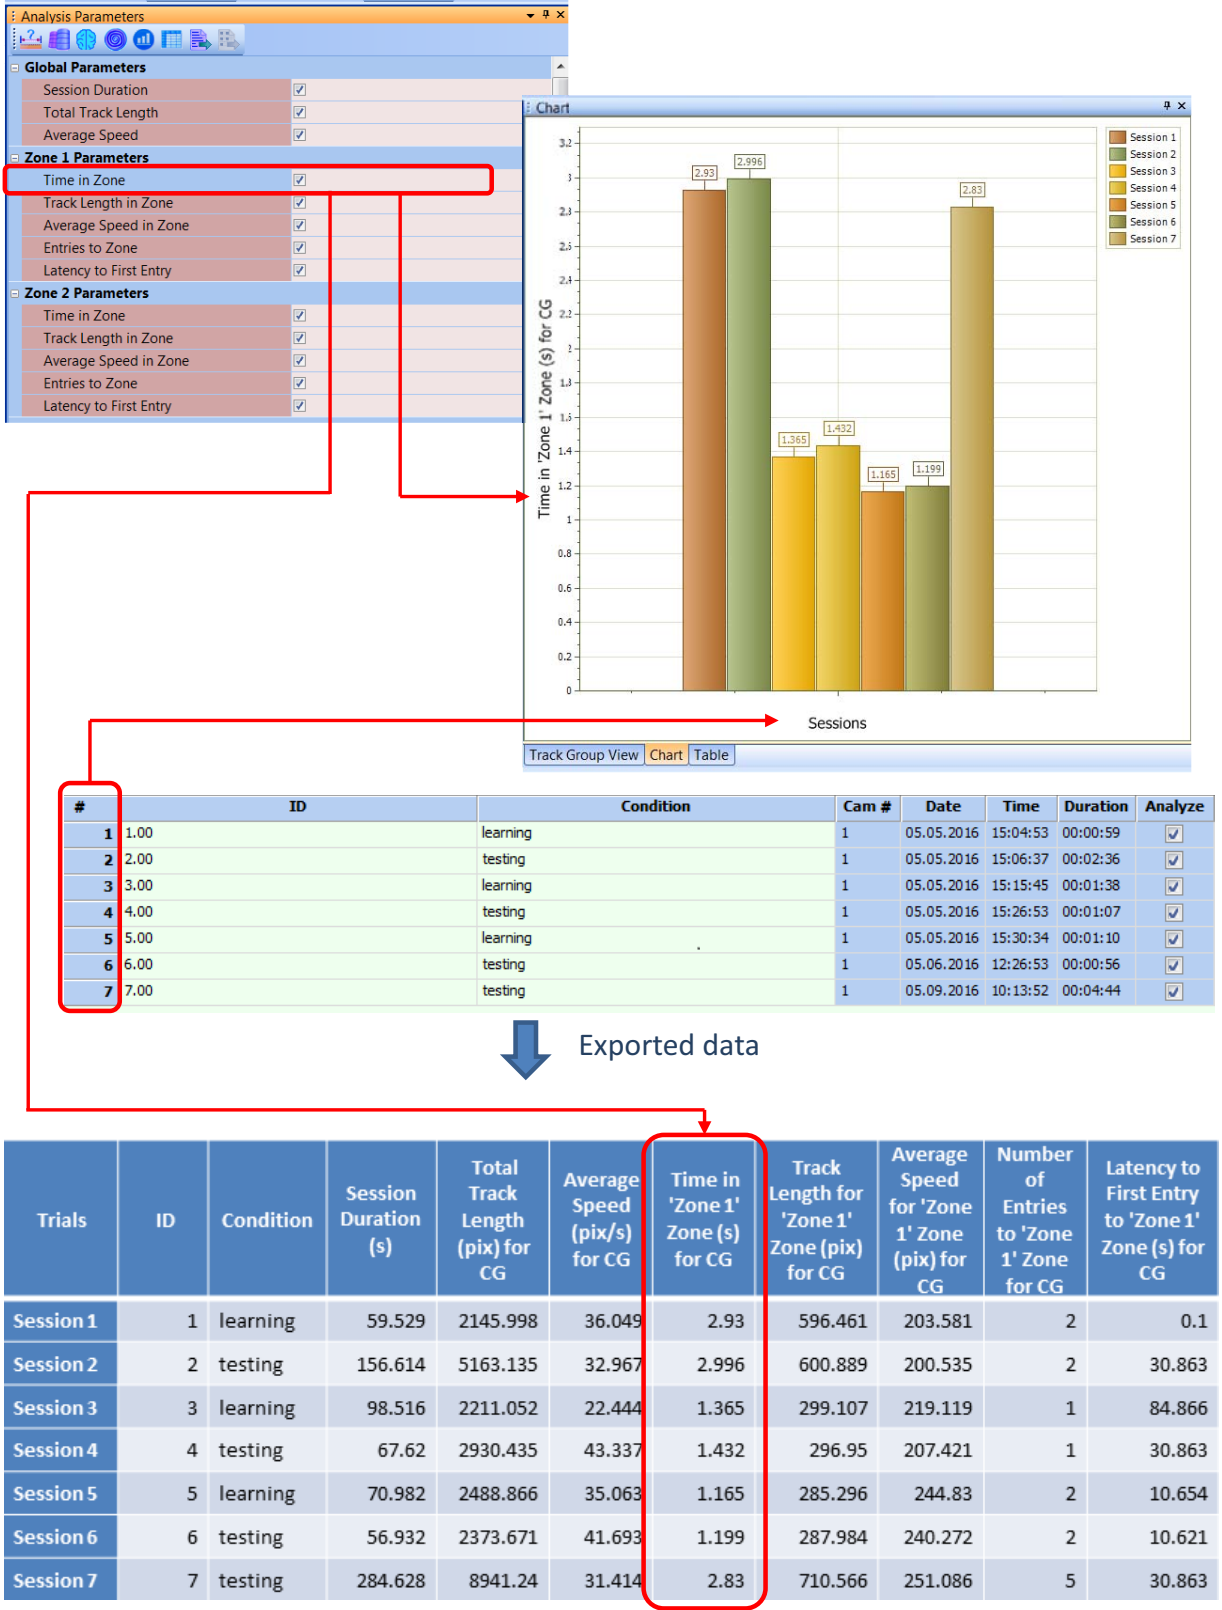 Analysis Parameters
Global Parameters
Session Duration
Total Track Length
Average Speed
Zone 1 Parameters
Time in Zone
Track Length in Zone
Average Speed in Zone
Entries to Zone
Latency to First Entry
Zone 2 Parameters
Time in Zone
Track Length in Zone
Average Speed in Zone
Entries to Zone
Latency to First Entry
Chart
Time in 'Zone 1' Zone (s) for CG
3.2
3
2.2
2
1.4
1.2
1
0.8
0.6
0.4
0.2
0
2.93
2.996
1.365
1.432
1.165
1.199
2.83
Session 1
Session 2
Session 3
Session 4
Session 5
Session 6
Session 7
Sessions
Track Group View Chart Table
# ID Condition Cam # Date Time Duration Analyze
1 1.00 learning 1 05.05.2016 15:04:53 00:00:59
2 2.00 testing 1 05.05.2016 15:06:37 00:02:36
3 3.00 learning 1 05.05.2016 15:15:45 00:01:38
4 4.00 testing 1 05.05.2016 15:26:53 00:01:07
5 5.00 learning 1 05.05.2016 15:30:34 00:01:10
6 6.00 testing 1 05.06.2016 12:26:53 00:00:56
7 7.00 testing 1 05.09.2016 10:13:52 00:04:44
Exported data
Trials
ID
Condition
Session
Duration
(s)
Total
Track
Length
(pix) for
CG
Average
Speed
(pix/s)
for CG
Time in
'Zone 1'
Zone (s)
for CG
Track
Length for
'Zone 1'
Zone (pix)
for CG
Average
Speed
for 'Zone
1' Zone
(pix) for
CG
Number
of
Entries
to 'Zone
1' Zone
for CG
Latency to
First Entry
to 'Zone 1'
Zone (s) for
CG
Session 1 1 learning 59.529 2145.998 36.049 2.93 596.461 203.581 2 0.1
Session 2 2 testing 156.614 5163.135 32.967 2.996 600.889 200.535 2 30.863
Session 3 3 learning 98.516 2211.052 22.444 1.365 299.107 219.119 1 84.866
Session 4 4 testing 67.62 2930.435 43.337 1.432 296.95 207.421 1 30.863
Session 5 5 learning 70.982 2488.866 35.063 1.165 285.296 244.83 2 10.654
Session 6 6 testing 56.932 2373.671 41.693 1.199 287.984 240.272 2 10.621
Session 7 7 testing 284.628 8941.24 31.414 2.83 710.566 251.086 5 30.863